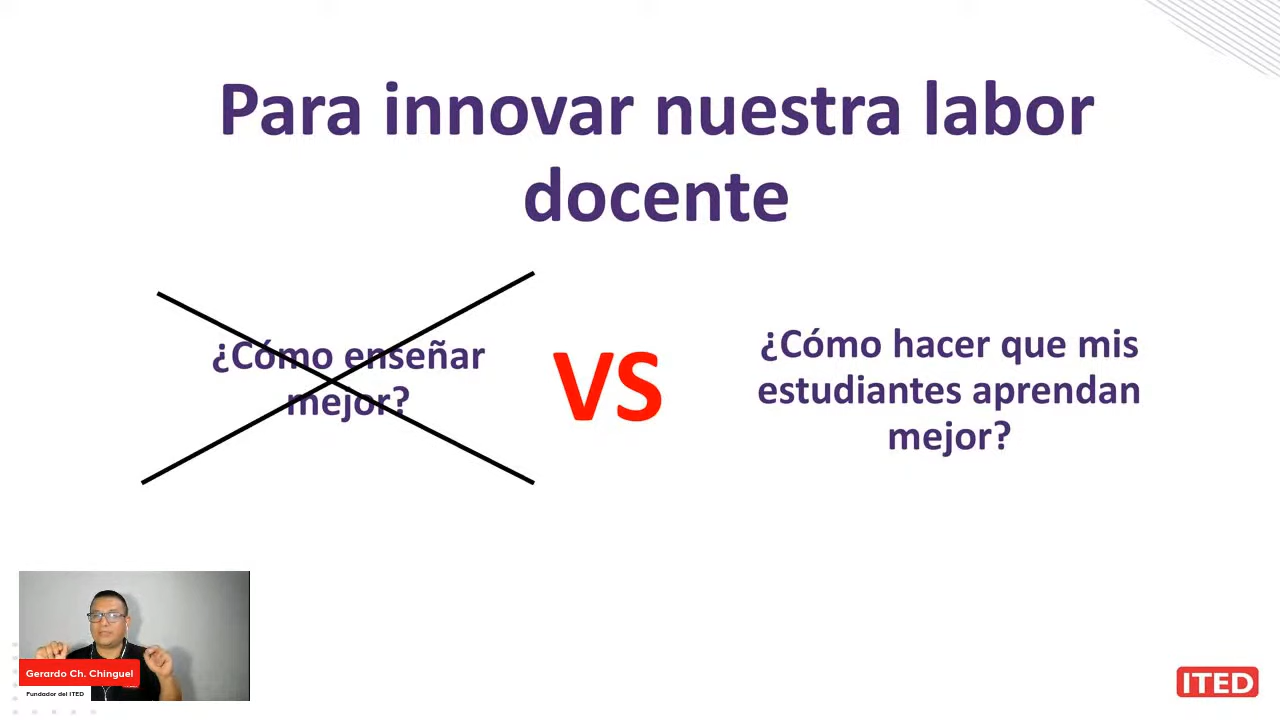 Para innovar nuestra labor
docente
¿Cómo enseñar
mejor?
VS
¿Cómo hacer que mis
estudiantes aprendan
mejor?
Gerardo Ch. Chinguel
Fundador del ITED
ITED